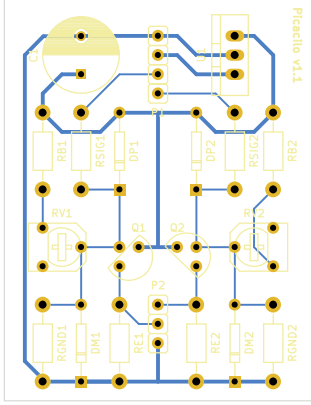 Picacllo v1.1
C1
P1
U1
RB1
RSIG1
DP1
DP2
RSIG2
RB2
RV1
Q1
Q2
RV2
P2
RGND1
DM1
RE1
RE2
DM2
RGND2